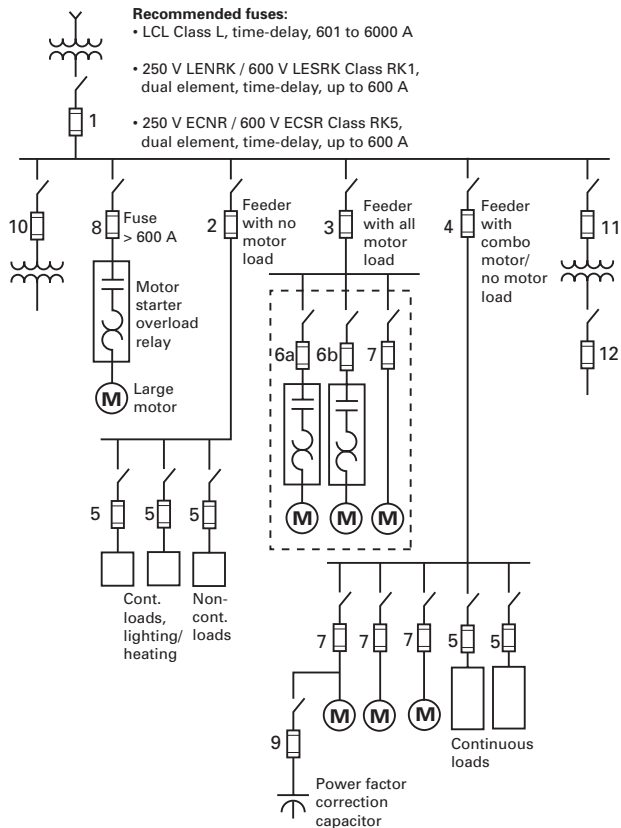 Recommended fuses:
• LCL Class L, time-delay, 601 to 6000 A
• 250 V LENRK / 600 V LESRK Class RK1,
dual element, time-delay, up to 600 A
• 250 V ECNR / 600 V ECSR Class RK5,
dual element, time-delay, up to 600 A
1
10
8
Fuse
> 600 A
2
Feeder
with no
motor
load
3
Feeder
with all
motor
load
4
Feeder
with
combo
motor/
no motor
load
11
12
Motor
starter
overload
relay
M
Large
motor
6a
6b
7
M
M
M
5
5
5
Cont.
loads,
lighting/
heating
Non-
cont.
loads
7
7
7
5
5
M
M
M
Continuous
loads
9
Power factor
correction
capacitor